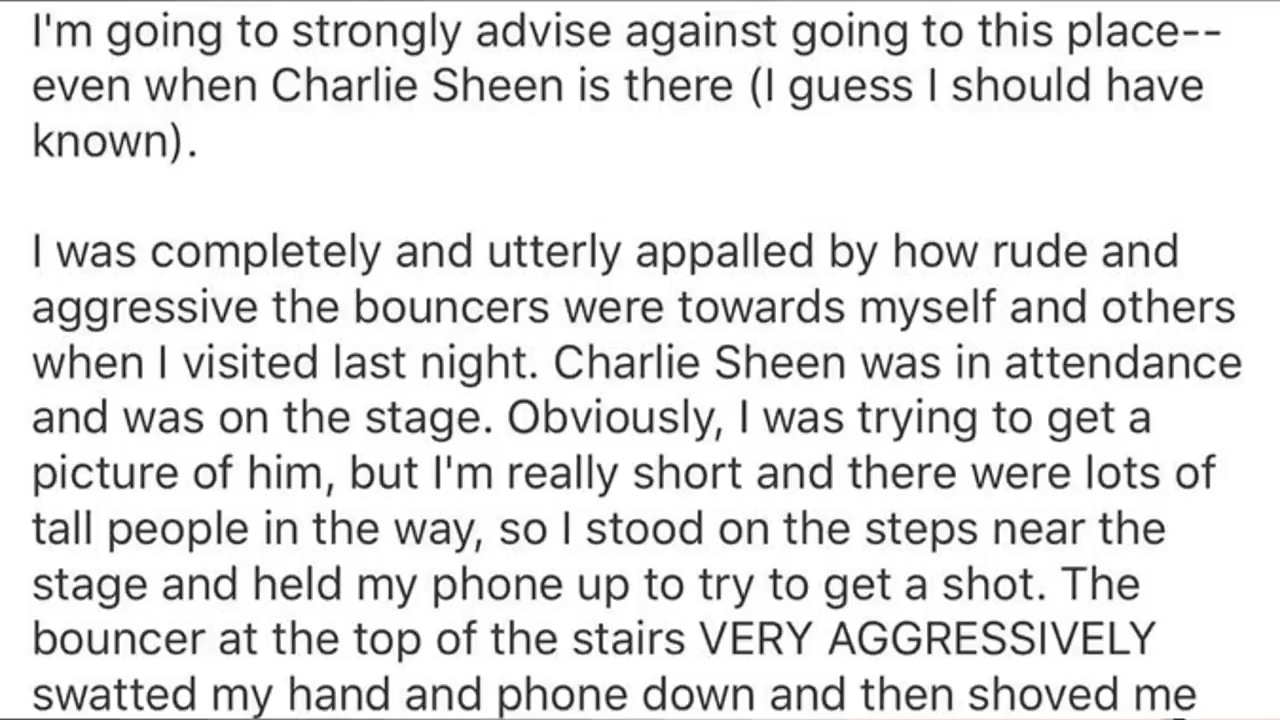 I'm going to strongly advise against going to this place--
even when Charlie Sheen is there (I guess I should have
known).
I was completely and utterly appalled by how rude and
aggressive the bouncers were towards myself and others
when I visited last night. Charlie Sheen was in attendance
and was on the stage. Obviously, I was trying to get a
picture of him, but I'm really short and there were lots of
tall people in the way, so I stood on the steps near the
stage and held my phone up to try to get a shot. The
bouncer at the top of the stairs VERY AGGRESSIVELY
swatted my hand and phone down and then shoved me